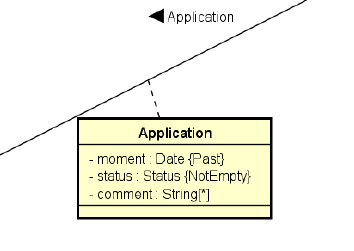 ◀ Application
Application
- moment : Date {Past}
- status : Status {NotEmpty}
- comment : String[*]